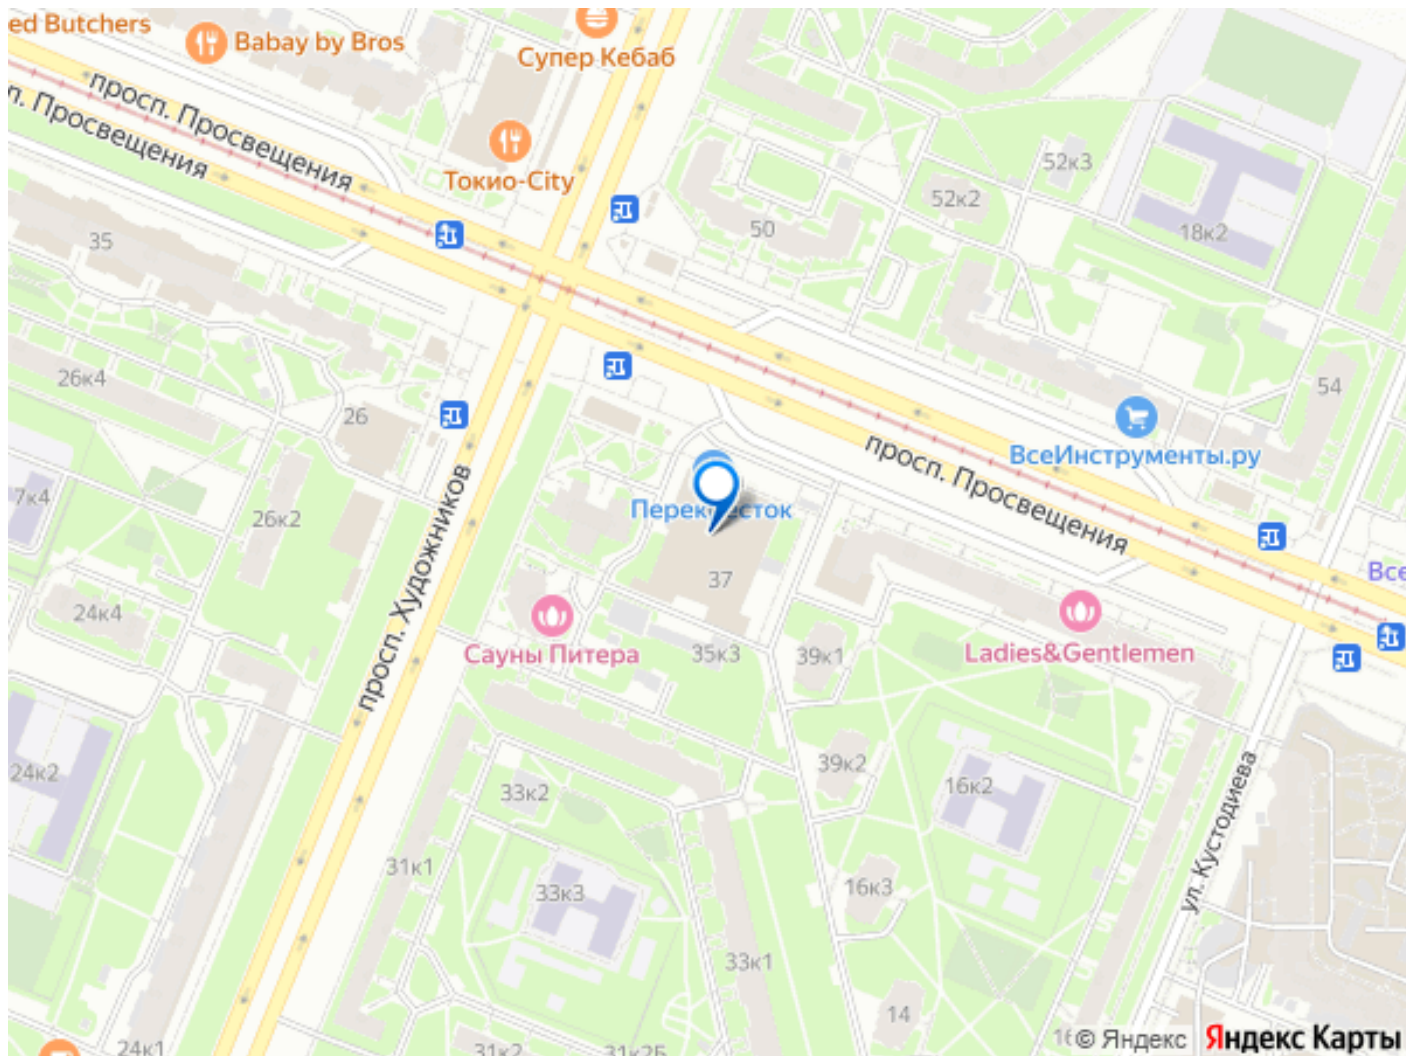 ed Butchers
Babay by Bros
Супер Кебаб
просп. Просвещения
п. Просвещения
Токио-City
52к3
52к2
50
18к2
35
54
26к4
26
ВсеИнструменты.ру
просп. Просвещения
Перекресток
7к4
26к2
просп. Художников
37
Все
24к4
Сауны Питера
35к3
39к1
Ladies&Gentlemen
24к2
33к2
39к2
16к2
ул. Кустодиева
31к1
33к3
16к3
33к1
14
24к1
31к2
31к2Б
16
© Яндекс
Яндекс Карты